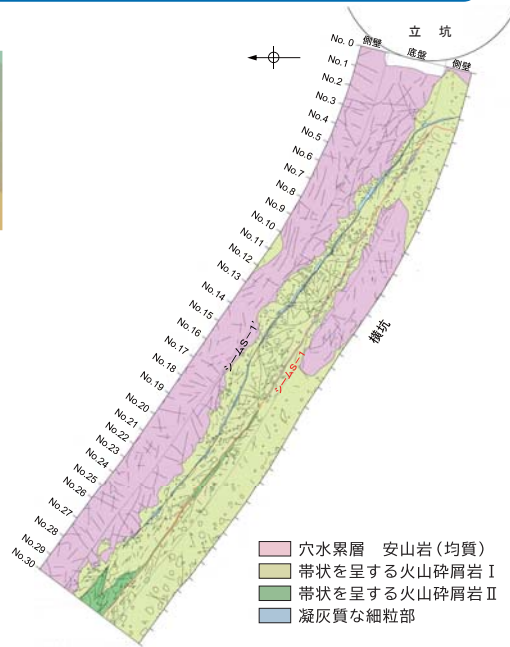 立 坑
No. 0
側壁
底盤
側壁
No.1
No.2
No.3
No.4
No.5
No.6
No.7
No.8
No.9
No.10
No.11
No.12
No.13
No.14
No.15
No.16
No.17
No.18
No.19
No.20
No.21
No.22
No.23
No.24
No.25
No.26
No.27
No.28
No.29
No.30
シームS-1'
シームS-1
横坑
穴水累層 安山岩(均質)
帯状を呈する火山砕屑岩Ⅰ
帯状を呈する火山砕屑岩Ⅱ
凝灰質な細粒部